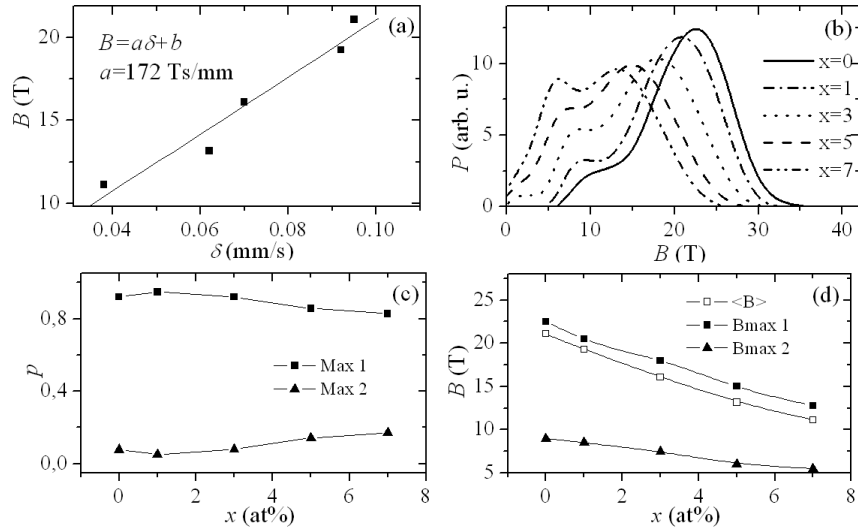 (a)
B=aδ+b
a=172 Ts/mm
B (T)
20
15
10
0.04 0.06 0.08 0.10
δ (mm/s)
(b)
P (arb. u.)
10
5
0
0 10 20 30 40
B (T)
x=0
x=1
x=3
x=5
x=7
(c)
p
0,8
0,4
0,0
Max 1
Max 2
0 2 4 6 8
x (at%)
(d)
B (T)
25
20
15
10
5
<B>
Bmax 1
Bmax 2
0 2 4 6 8
x (at%)